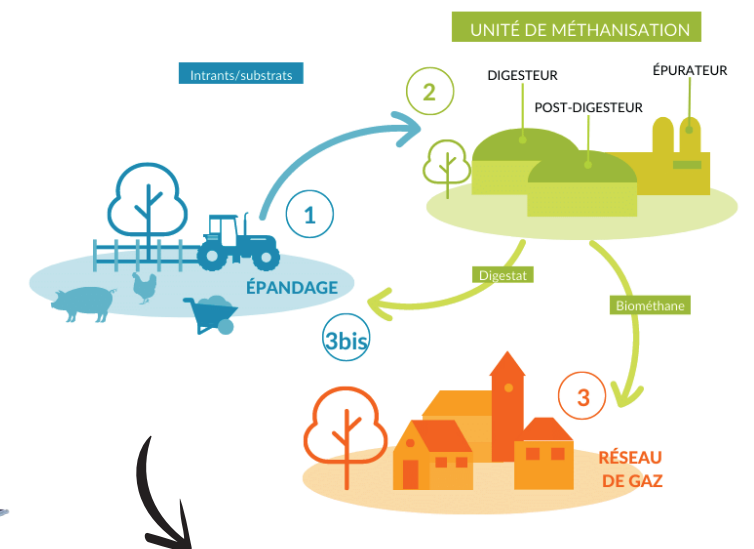 UNITÉ DE MÉTHANISATION
Intrants/substrats
2
DIGESTEUR
ÉPURATEUR
POST-DIGESTEUR
1
ÉPANDAGE
Digestat
Biométhane
3bis
3
RÉSEAU
DE GAZ